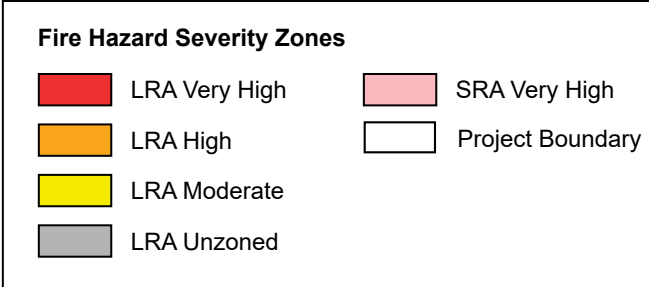 Fire Hazard Severity Zones
LRA Very High
SRA Very High
LRA High
Project Boundary
LRA Moderate
LRA Unzoned